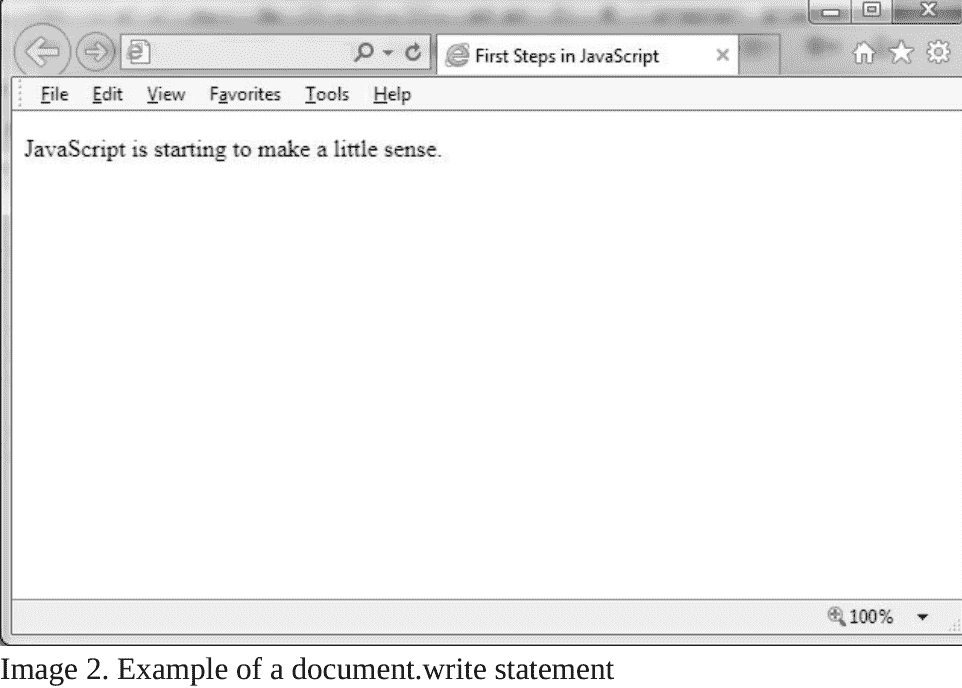 First Steps in JavaScript
File Edit View Favorites Tools Help
JavaScript is starting to make a little sense.
100%
Image 2. Example of a document.write statement